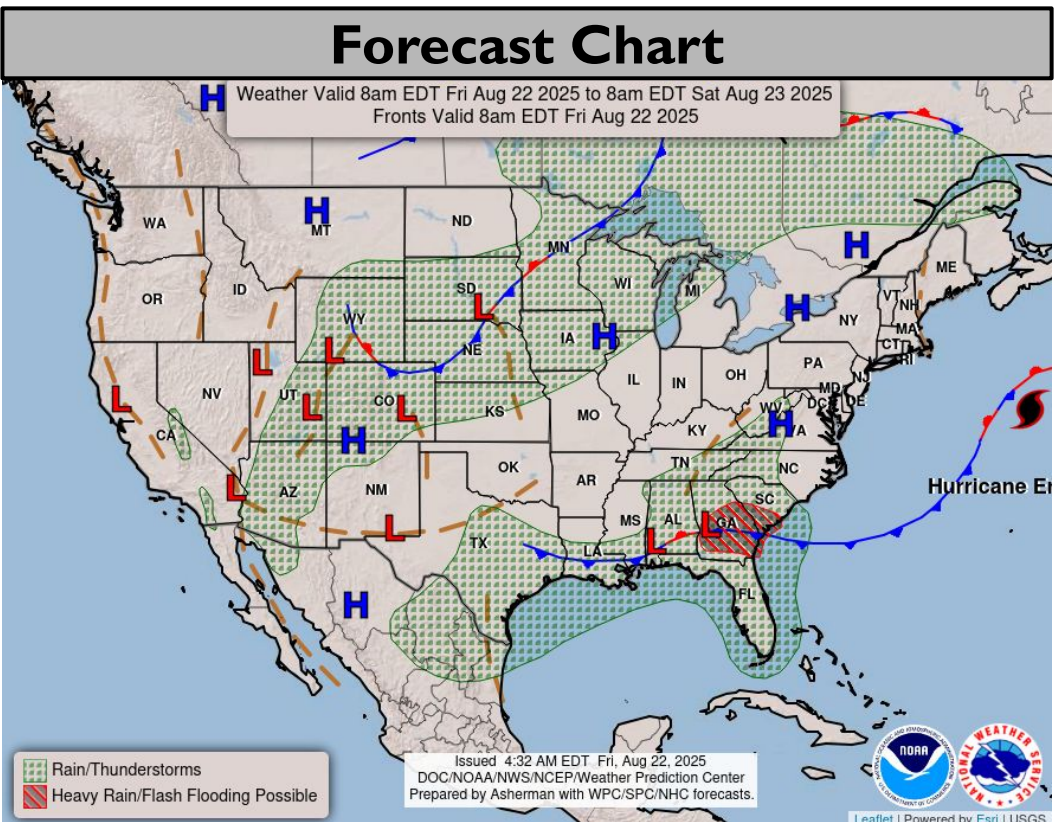 Forecast Chart
Weather Valid 8am EDT Fri Aug 22 2025 to 8am EDT Sat Aug 23 2025
Fronts Valid 8am EDT Fri Aug 22 2025
H
H
WA
MT
ND
MN
H
ME
OR
ID
SD
WI
MI
VT
NH
L
H
NY
MA
WY
IA
H
CT
RI
L
L
NE
PA
NJ
NV
UT
L
CO
L
IL
IN
OH
MD
DE
DC
L
KS
MO
WV
H
VA
CA
H
KY
OK
TN
NC
L
AZ
NM
AR
SC
Hurricane Er
L
MS
AL
L
GA
TX
LA
L
H
FL
Rain/Thunderstorms
Heavy Rain/Flash Flooding Possible
Issued 4:32 AM EDT Fri, Aug 22, 2025
DOC/NOAA/NWS/NCEP/Weather Prediction Center
Prepared by Asherman with WPC/SPC/NHC forecasts.
NOAA
NATIONAL WEATHER SERVICE
Leaflet | Powered by Esri | USGS